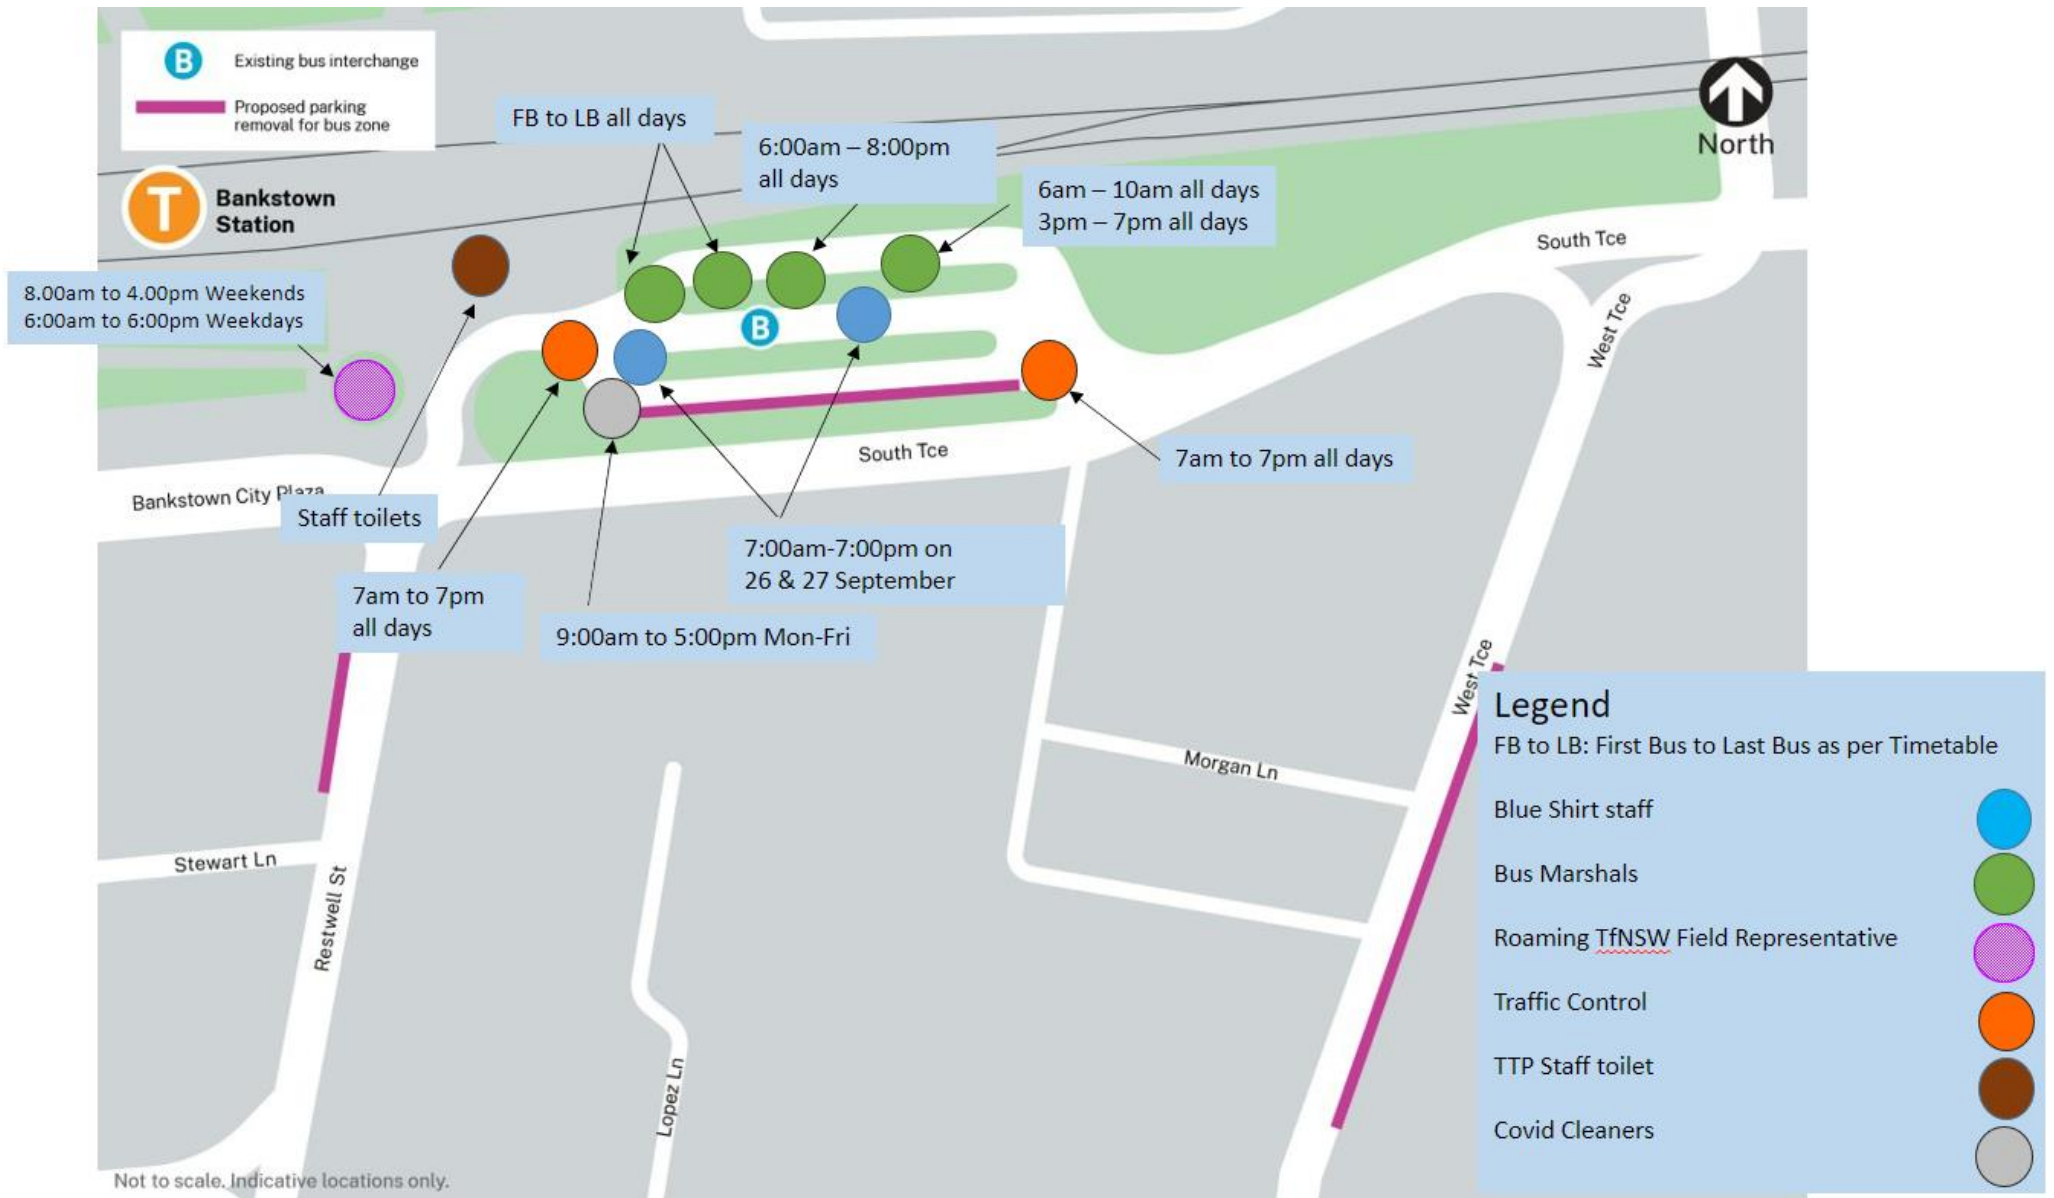 B
Existing bus interchange
Proposed parking
removal for bus zone
T
Bankstown
Station
North
FB to LB all days
6:00am – 8:00pm
all days
6am – 10am all days
3pm – 7pm all days
8.00am to 4.00pm Weekends
6:00am to 6:00pm Weekdays
South Tce
West Tce
B
South Tce
7am to 7pm all days
Bankstown City Plaza
Staff toilets
7:00am-7:00pm on
26 & 27 September
7am to 7pm
all days
9:00am to 5:00pm Mon-Fri
West Tce
Morgan Ln
Stewart Ln
Restwell St
Lopez Ln
Legend
FB to LB: First Bus to Last Bus as per Timetable
Blue Shirt staff
Bus Marshals
Roaming TfNSW Field Representative
Traffic Control
TTP Staff toilet
Covid Cleaners
Not to scale. Indicative locations only.